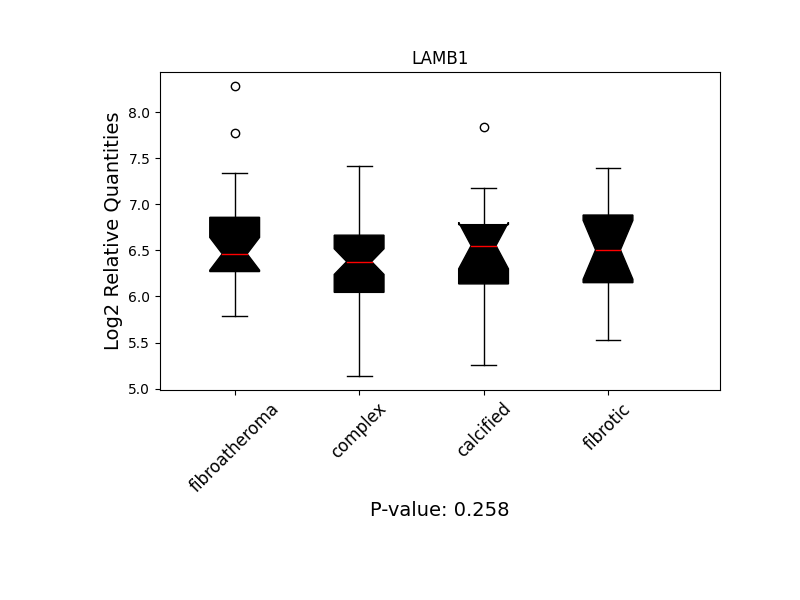 LAMB1
Log2 Relative Quantities
8.0
7.5
7.0
6.5
6.0
5.5
5.0
fibroatheroma
complex
calcified
fibrotic
P-value: 0.258